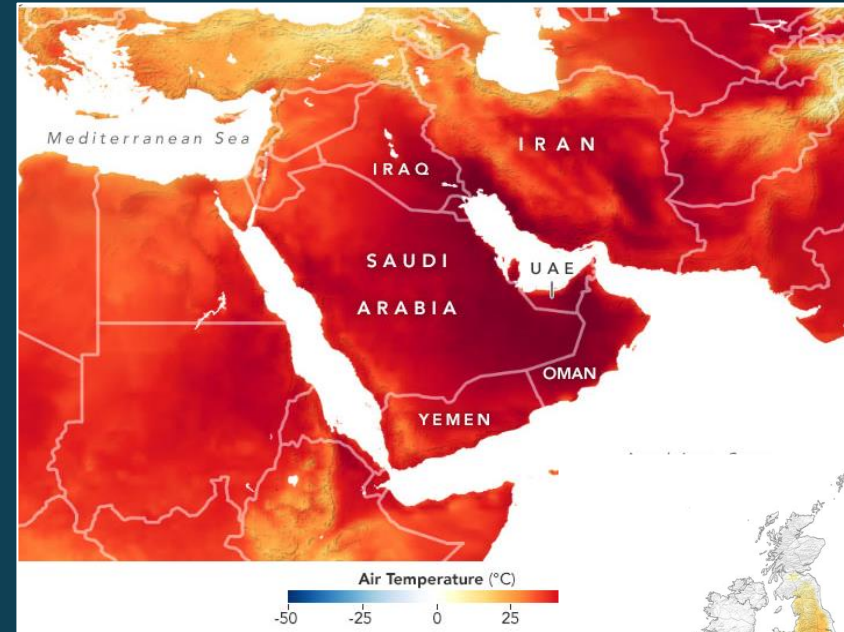 Mediterranean Sea
IRAN
IRAQ
SAUDI
ARABIA
UAE
OMAN
YEMEN
Air Temperature (°C)
-50 -25 0 25